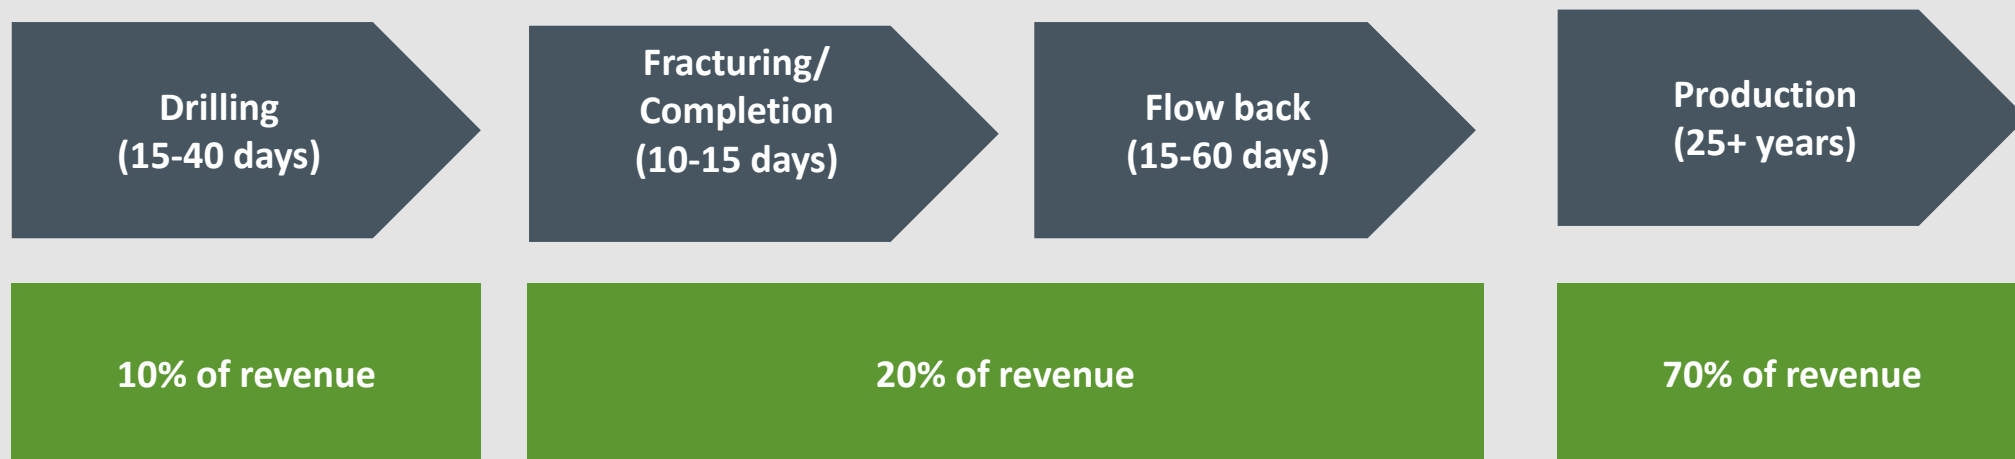 Drilling
(15-40 days)
Fracturing/
Completion
(10-15 days)
Flow back
(15-60 days)
Production
(25+ years)
10% of revenue
20% of revenue
70% of revenue